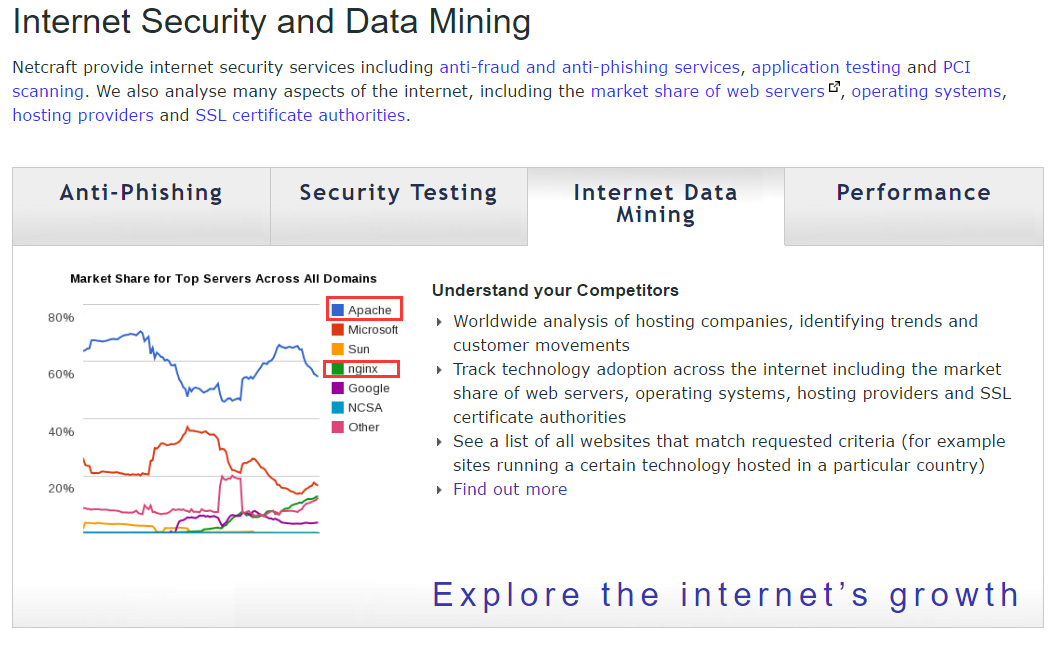 Internet Security and Data Mining
Netcraft provide internet security services including anti-fraud and anti-phishing services, application testing and PCI
scanning. We also analyse many aspects of the internet, including the market share of web servers, operating systems,
hosting providers and SSL certificate authorities.
Anti-Phishing
Security Testing
Internet Data
Mining
Performance
Market Share for Top Servers Across All Domains
80%
60%
40%
20%
Apache
Microsoft
Sun
nginx
Google
NCSA
Other
Understand your Competitors
Worldwide analysis of hosting companies, identifying trends and
customer movements
Track technology adoption across the internet including the market
share of web servers, operating systems, hosting providers and SSL
certificate authorities
See a list of all websites that match requested criteria (for example
sites running a certain technology hosted in a particular country)
Find out more
Explore the internet’s growth